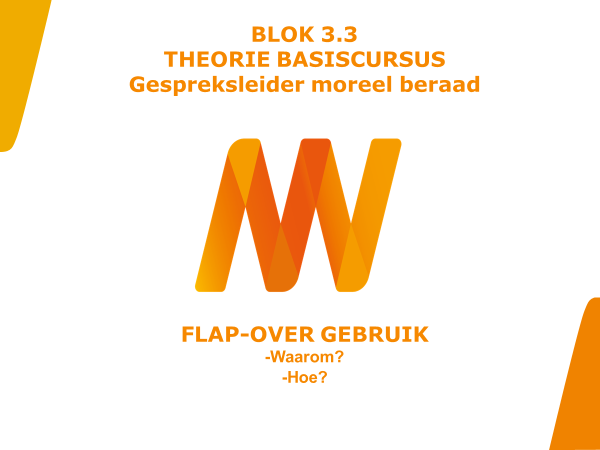 BLOK 3.3
THEORIE BASISCURSUS
Gespreksleider moreel beraad
FLAP-OVER GEBRUIK
-Waarom?
-Hoe?